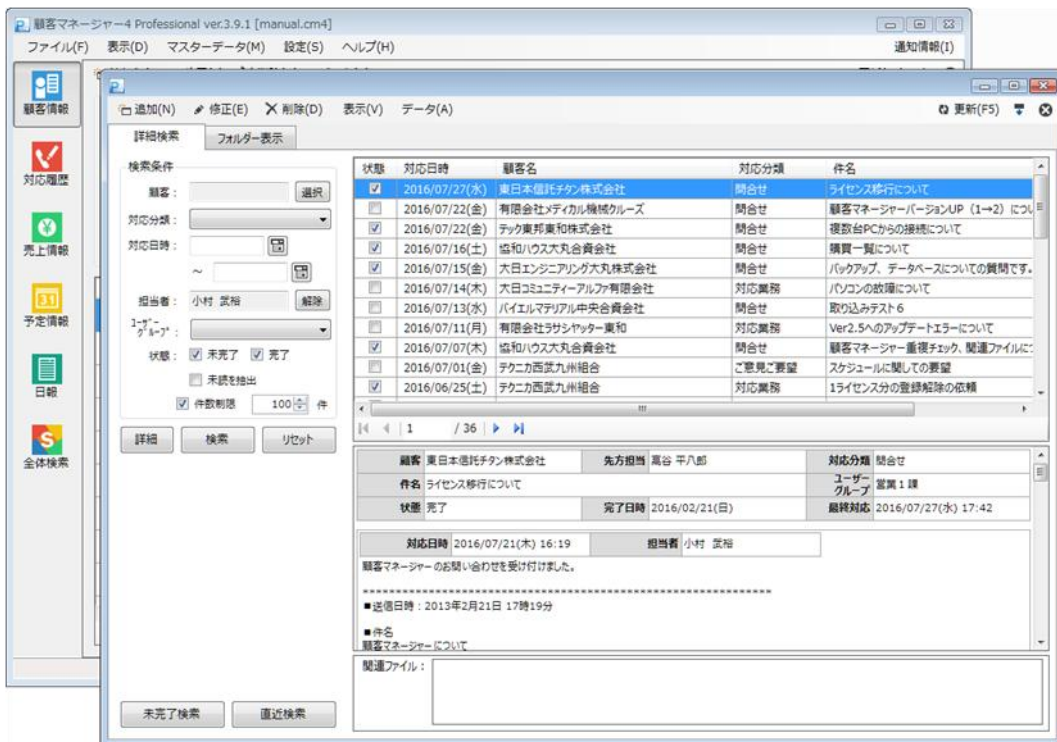 顧客マネージャー4 Professional ver.3.9.1 [manual.cm4]
ファイル(F) 表示(D) マスターデータ(M) 設定(S) ヘルプ(H) 通知情報(I)
顧客情報
対応履歴
売上情報
予定情報
31
日報
全体検索
追加(N) 修正(E) 削除(D) 表示(V) データ(A) 更新(F5)
詳細検索 フォルダー表示
検索条件
顧客： 選択
対応分類：
対応日時：
～
担当者： 小村 武裕 解除
ユーザーグループ：
状態： 未完了 完了
未読を抽出
件数制限 100 件
詳細 検索 リセット
未完了検索 直近検索
状態 対応日時 顧客名 対応分類 件名
2016/07/27(水) 東日本信託チタン株式会社 問合せ ライセンス移行について
2016/07/22(金) 有限会社メディカル機械クルーズ 問合せ 顧客マネージャーバージョンUP（1→2）につい
2016/07/22(金) テック東邦東和株式会社 問合せ 複数台PCからの接続について
2016/07/16(土) 協和ハウス大丸合資会社 問合せ 購買一覧について
2016/07/15(金) 大日エンジニアリング大丸株式会社 問合せ バックアップ、データベースについての質問です。
2016/07/14(木) 大日コミュニティーアルファ有限会社 対応業務 パソコンの故障について
2016/07/13(水) バイエルマテリアル中央合資会社 問合せ 取り込みテスト6
2016/07/11(月) 有限会社ラサシヤッター東和 対応業務 Ver2.5へのアップデートエラーについて
2016/07/07(木) 協和ハウス大丸合資会社 問合せ 顧客マネージャー重複チェック、関連ファイルに
2016/07/01(金) テクニカ西武九州組合 ご意見ご要望 スケジュールに関しての要望
2016/06/25(土) テクニカ西武九州組合 対応業務 1ライセンス分の登録解除の依頼
1 / 36
顧客 東日本信託チタン株式会社 先方担当 高谷 平八郎 対応分類 問合せ
件名 ライセンス移行について ユーザーグループ 営業1課
状態 完了 完了日時 2016/02/21(日) 最終対応 2016/07/27(水) 17:42
対応日時 2016/07/21(木) 16:19 担当者 小村 武裕
顧客マネージャーのお問い合わせを受け付けました。
******************************************************************
■送信日時：2013年2月21日 17時19分
■件名
顧客マネージャーについて
関連ファイル：